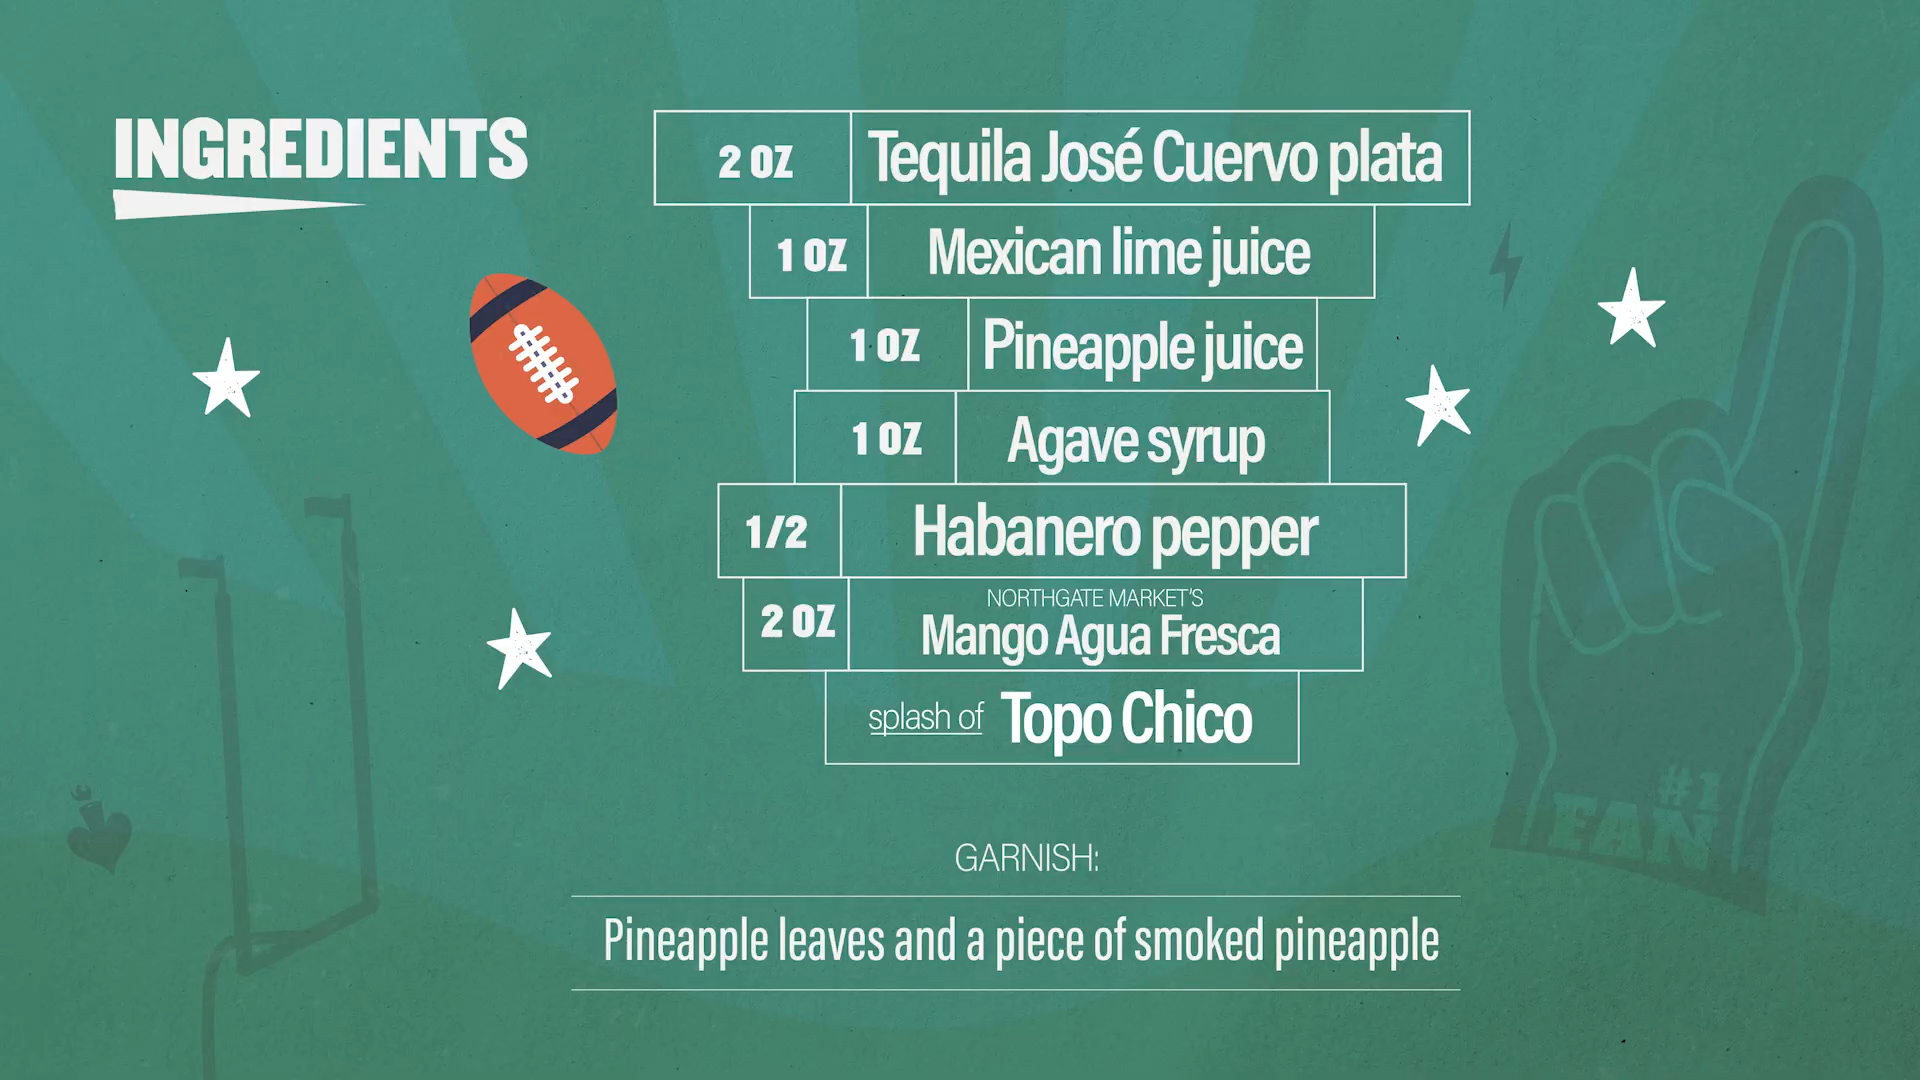 INGREDIENTS
2 OZ Tequila José Cuervo plata
1 OZ Mexican lime juice
1 OZ Pineapple juice
1 OZ Agave syrup
1/2 Habanero pepper
NORTHGATE MARKET'S
2 OZ Mango Agua Fresca
splash of Topo Chico
GARNISH:
Pineapple leaves and a piece of smoked pineapple
#1
FAN